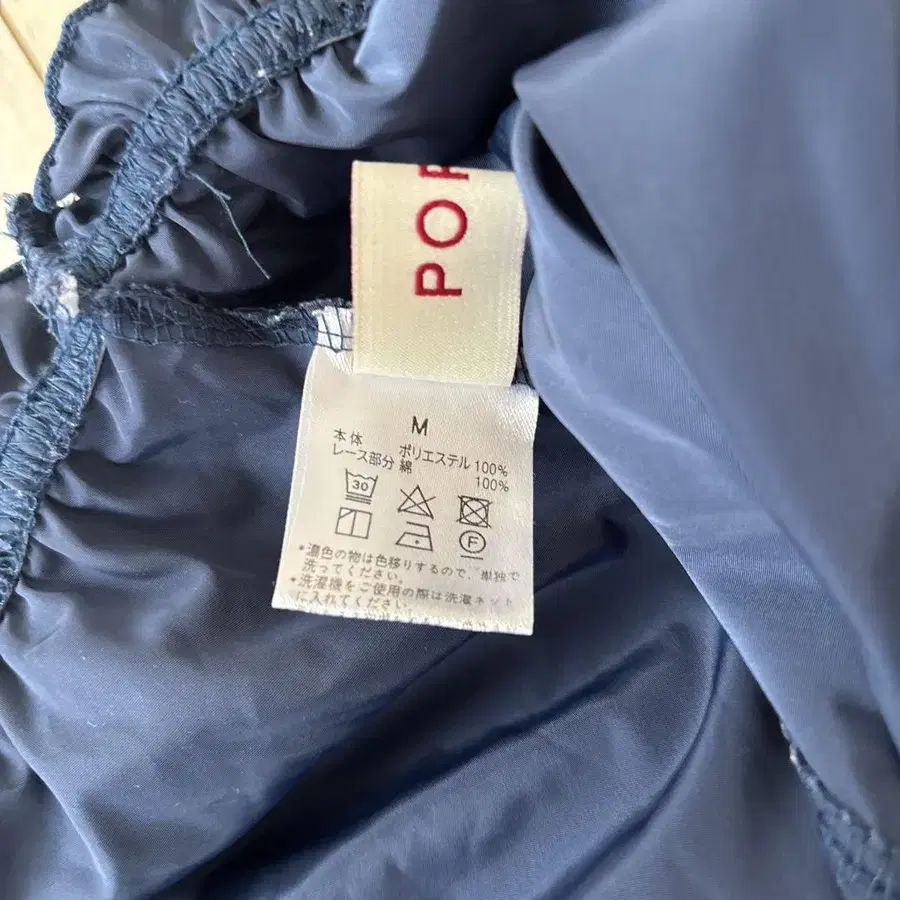 POF
M
本体 ポリエステル 100%
レース部分 綿 100%
30
F
*濃色の物は色移りするので、単独で
洗ってください。
*洗濯機をご使用の際は洗濯ネット
に入れてください。